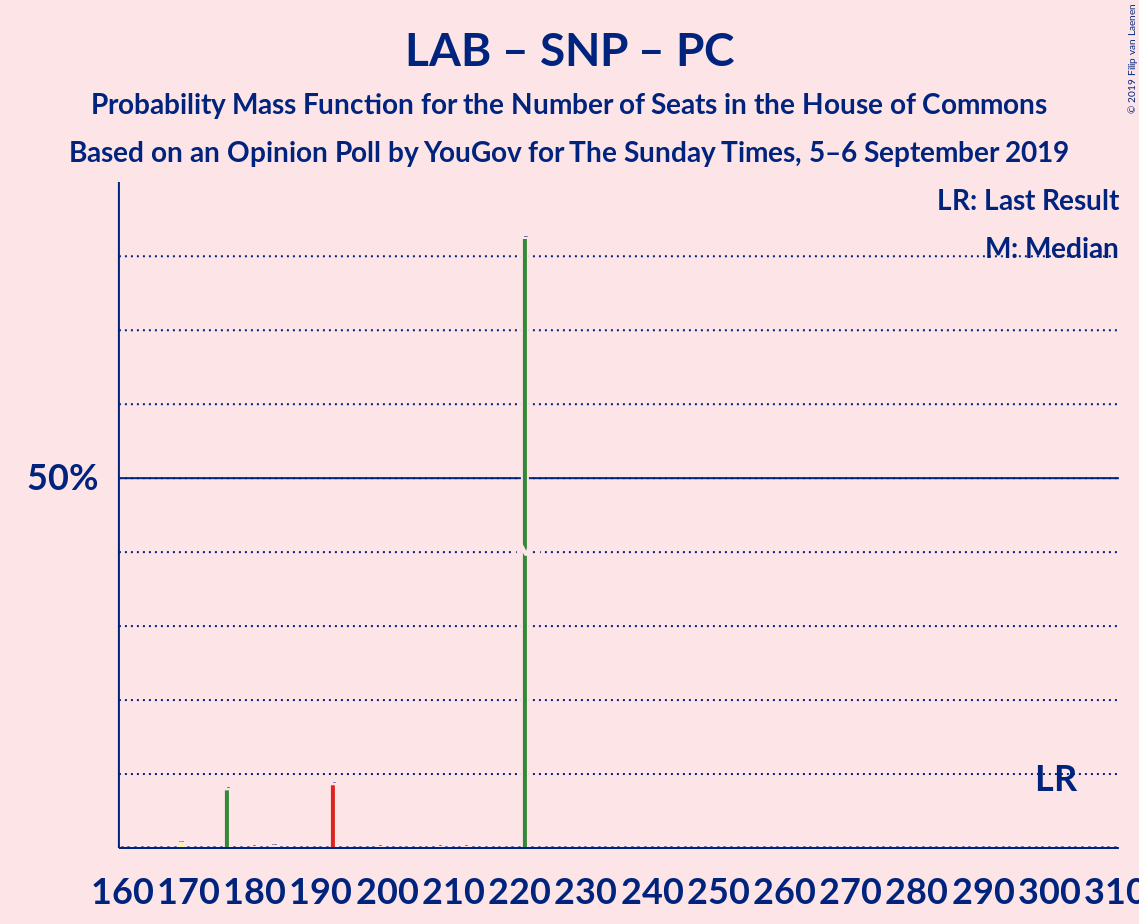 LAB – SNP – PC
Probability Mass Function for the Number of Seats in the House of Commons
Based on an Opinion Poll by YouGov for The Sunday Times, 5–6 September 2019
© 2019 Filip van Laenen
LR: Last Result
M: Median
50%
LR
160 170 180 190 200 210 220 230 240 250 260 270 280 290 300 310